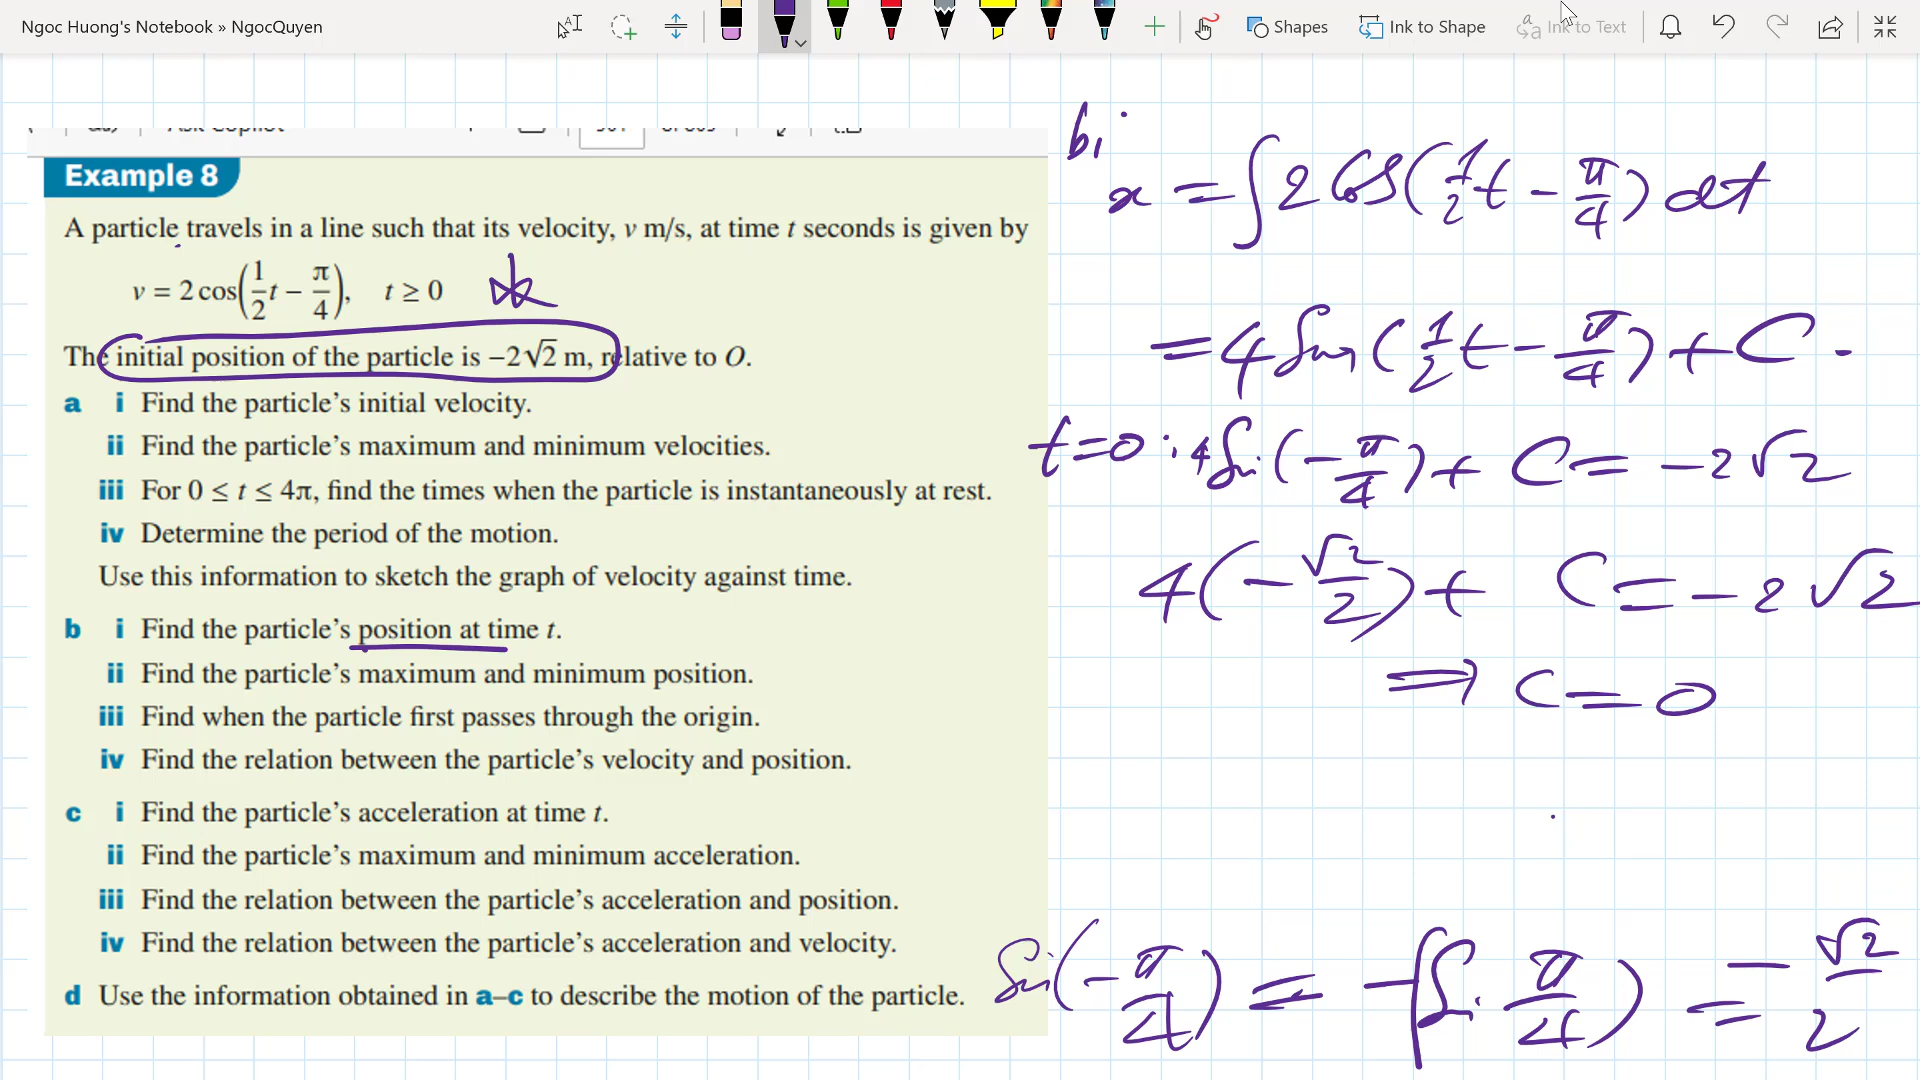 Ngoc Huong's Notebook » NgocQuyen
Shapes
Ink to Shape
Ink to Text
Example 8
A particle travels in a line such that its velocity, v m/s, at time t seconds is given by
v = 2 cos(1/2 t − π/4), t ≥ 0
The initial position of the particle is −2√2 m, relative to O.
a i Find the particle's initial velocity.
ii Find the particle's maximum and minimum velocities.
iii For 0 ≤ t ≤ 4π, find the times when the particle is instantaneously at rest.
iv Determine the period of the motion.
Use this information to sketch the graph of velocity against time.
b i Find the particle's position at time t.
ii Find the particle's maximum and minimum position.
iii Find when the particle first passes through the origin.
iv Find the relation between the particle's velocity and position.
c i Find the particle's acceleration at time t.
ii Find the particle's maximum and minimum acceleration.
iii Find the relation between the particle's acceleration and position.
iv Find the relation between the particle's acceleration and velocity.
d Use the information obtained in a–c to describe the motion of the particle.
bi
x = ∫ 2 cos(1/2 t − π/4) dt
= 4 sin(1/2 t − π/4) + C.
t=0: 4 sin(−π/4) + C = −2√2
4(−√2/2) + C = −2√2
⇒ C = 0
sin(−π/4) = −sin π/4) = −√2/2